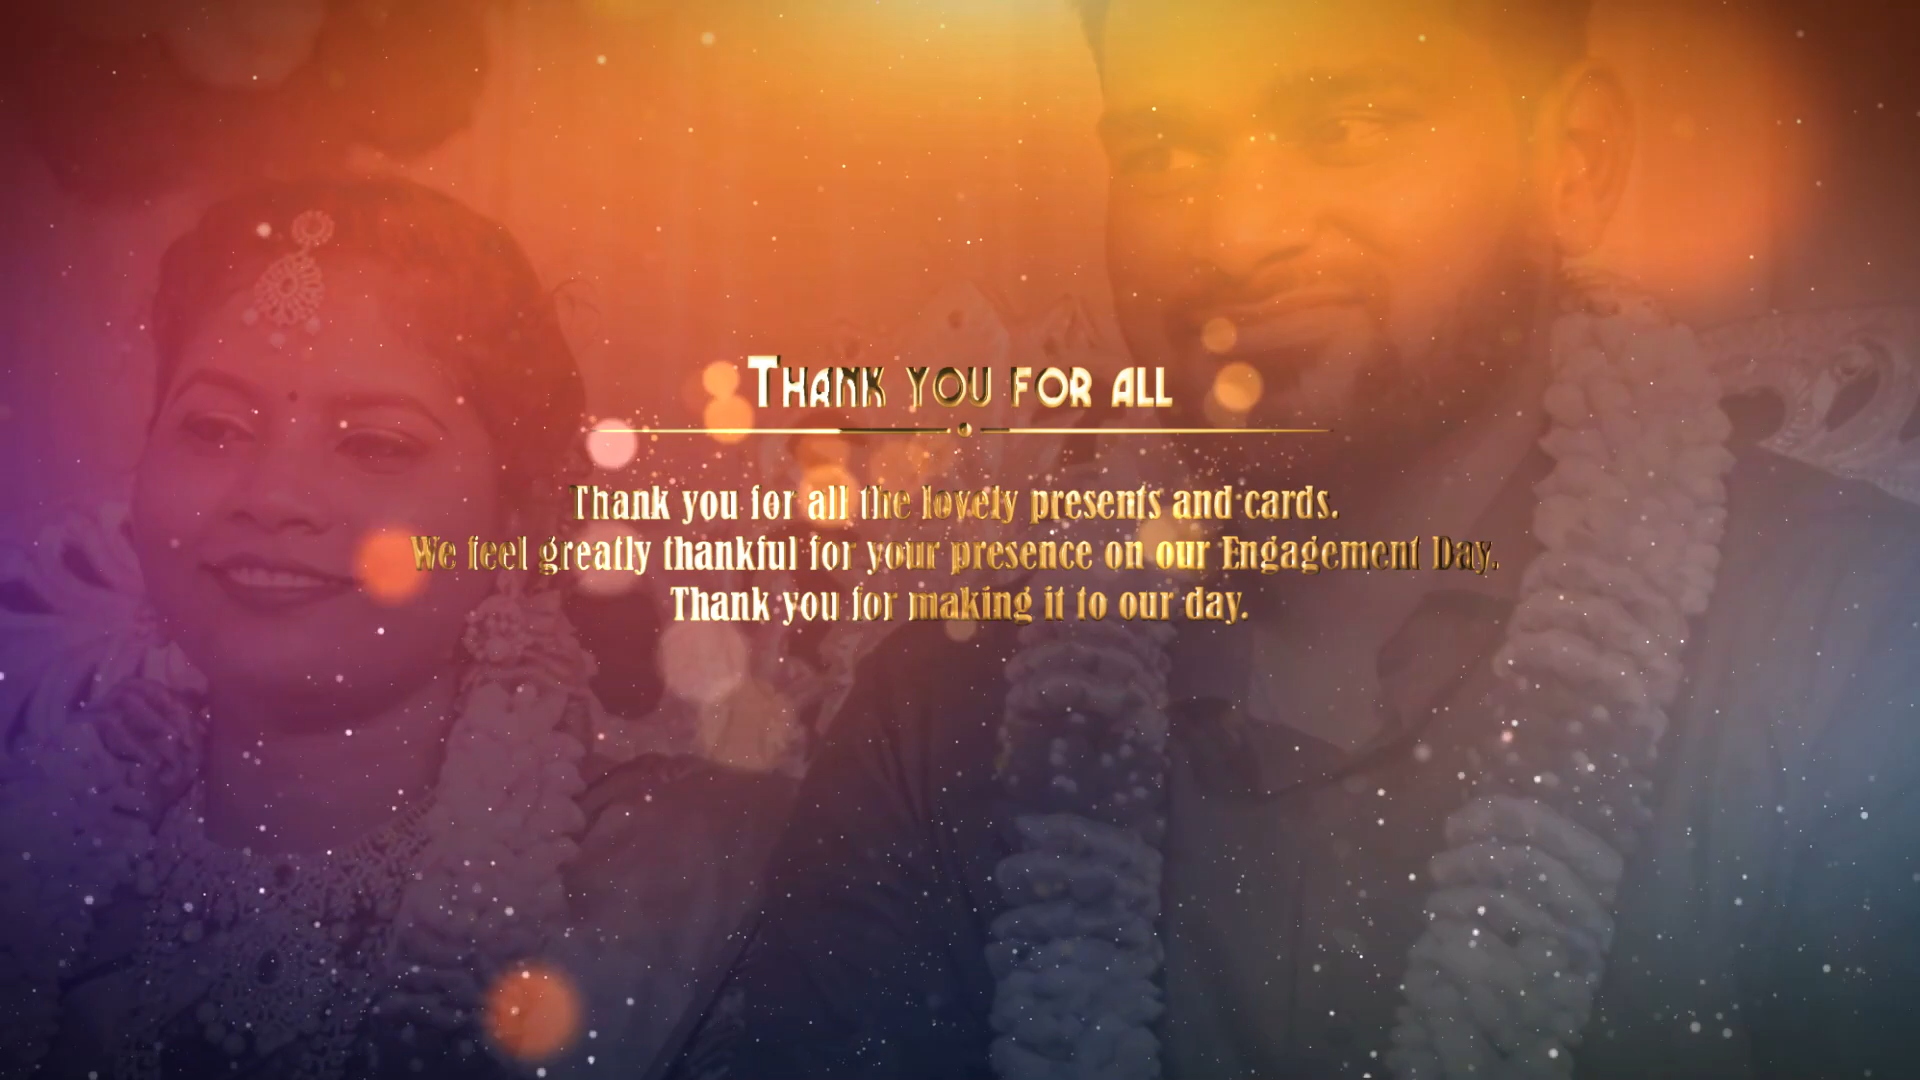 Thank you for all
Thank you for all the lovely presents and cards.
We feel greatly thankful for your presence on our Engagement Day.
Thank you for making it to our day.